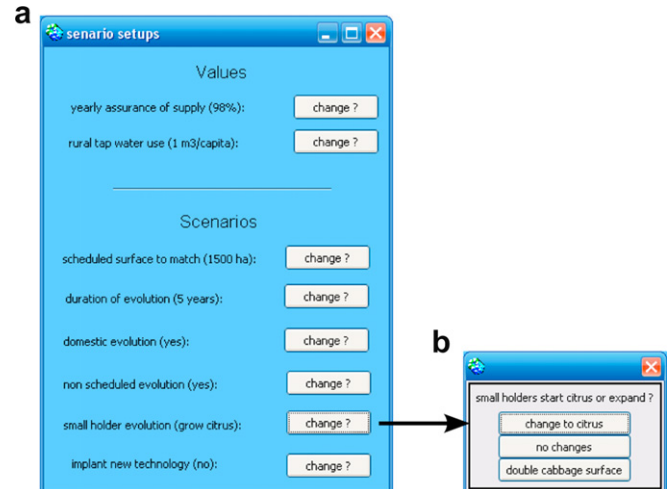 a
senario setups
Values
yearly assurance of supply (98%): change ?
rural tap water use (1 m3/capita): change ?
Scenarios
scheduled surface to match (1500 ha): change ?
duration of evolution (5 years): change ?
domestic evolution (yes): change ?
non scheduled evolution (yes): change ?
small holder evolution (grow citrus): change ?
implant new technology (no): change ?
b
small holders start citrus or expand ?
change to citrus
no changes
double cabbage surface